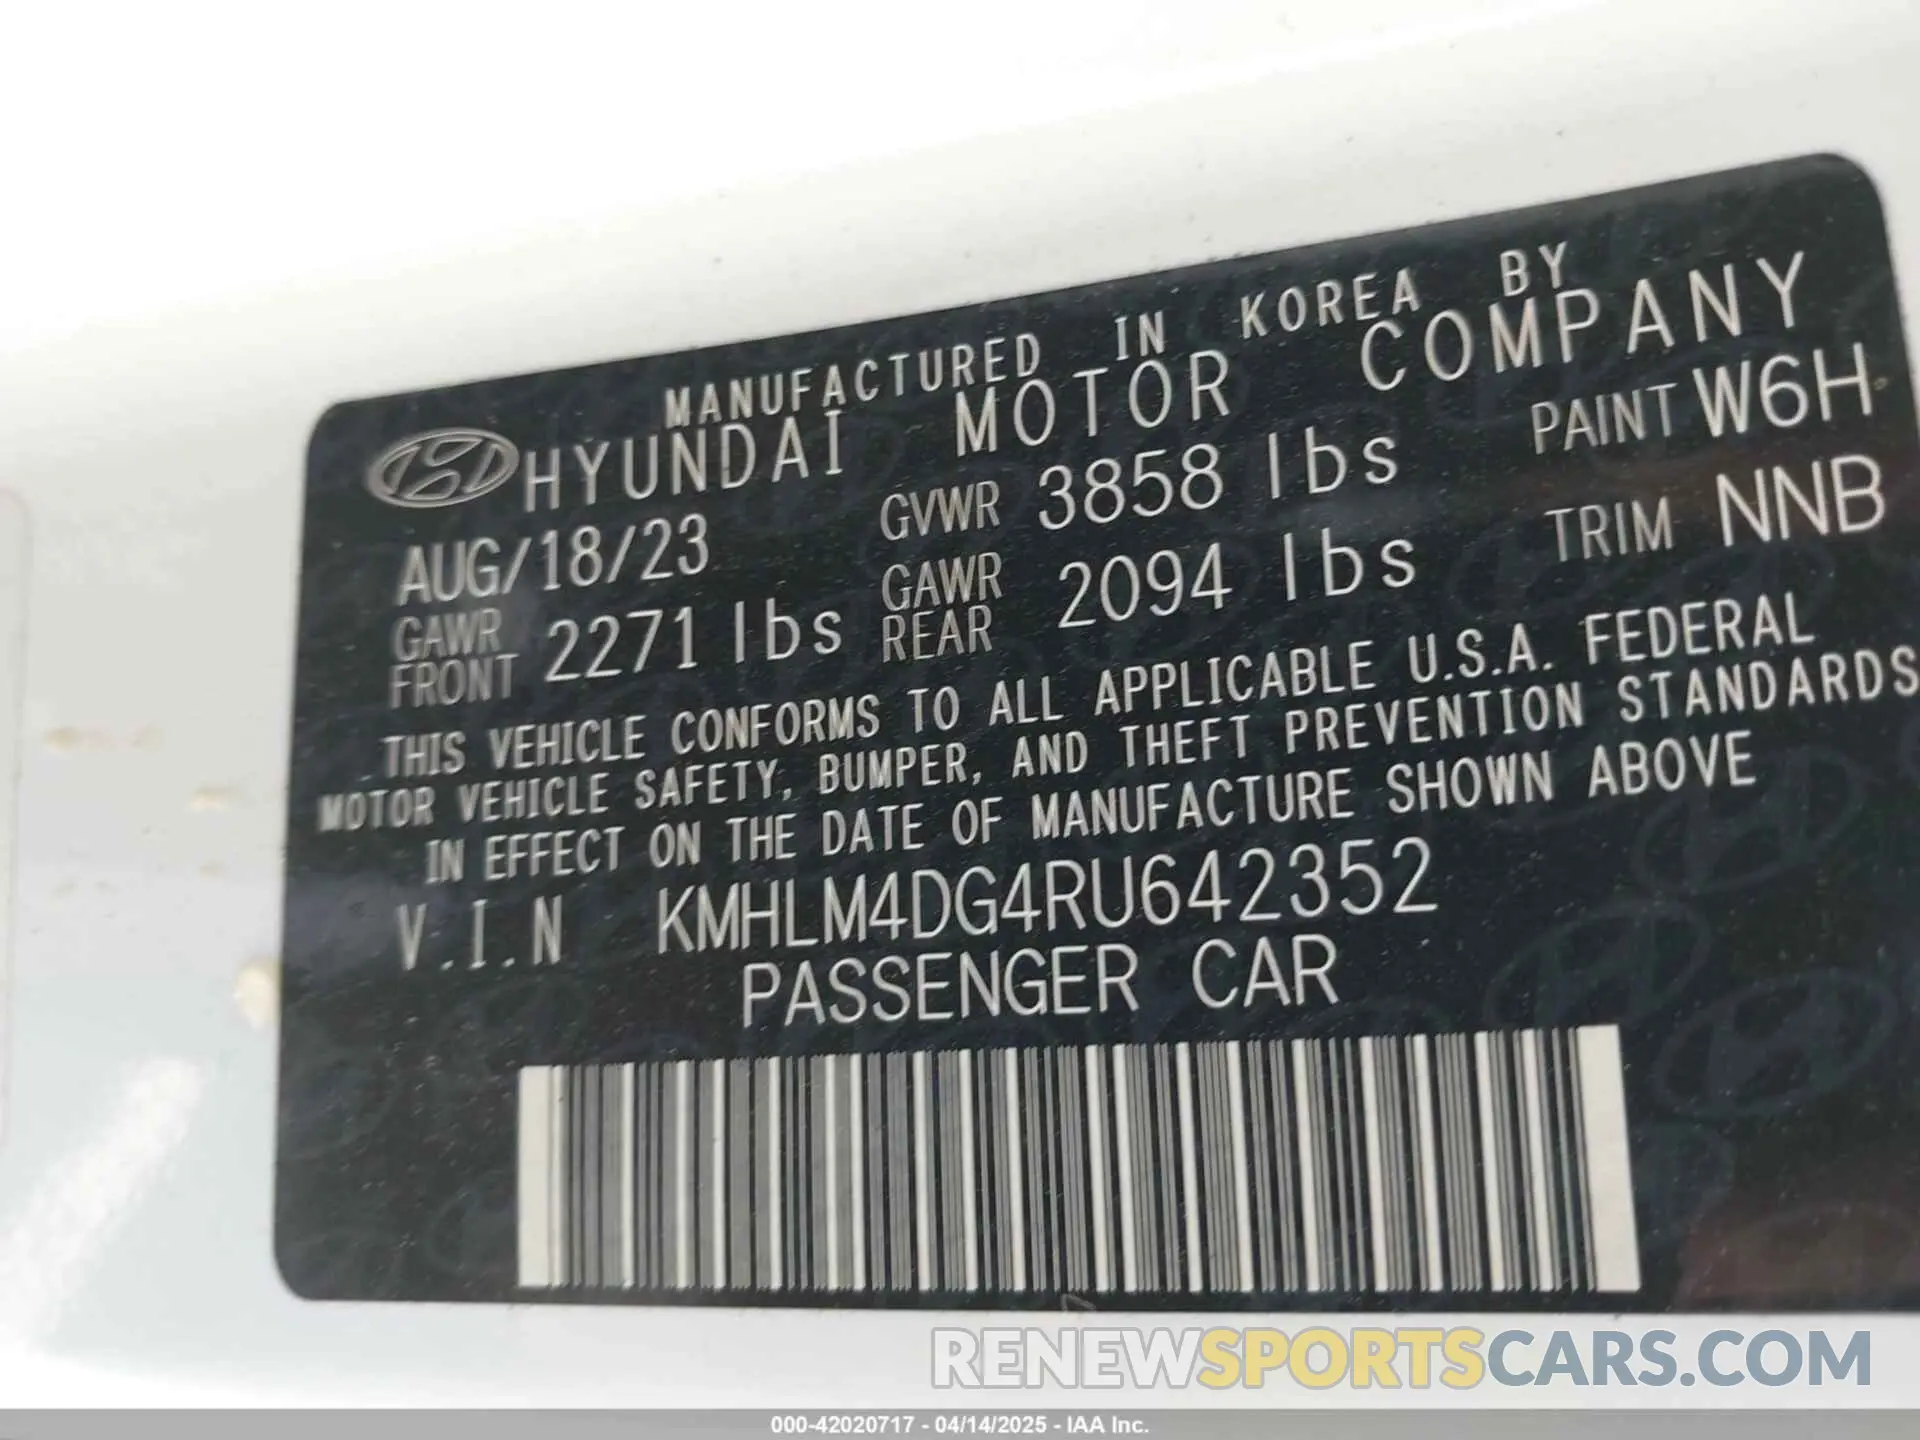 MANUFACTURED IN KOREA BY
HYUNDAI MOTOR COMPANY
AUG/18/23 GVWR 3858 lbs PAINT W6H
GAWR FRONT 2271 lbs GAWR REAR 2094 lbs TRIM NNB
THIS VEHICLE CONFORMS TO ALL APPLICABLE U.S.A. FEDERAL
MOTOR VEHICLE SAFETY, BUMPER, AND THEFT PREVENTION STANDARDS
IN EFFECT ON THE DATE OF MANUFACTURE SHOWN ABOVE
V.I.N KMHLM4DG4RU642352
PASSENGER CAR
RENEWSPORTSCARS.COM
000-42020717 - 04/14/2025 - IAA Inc.